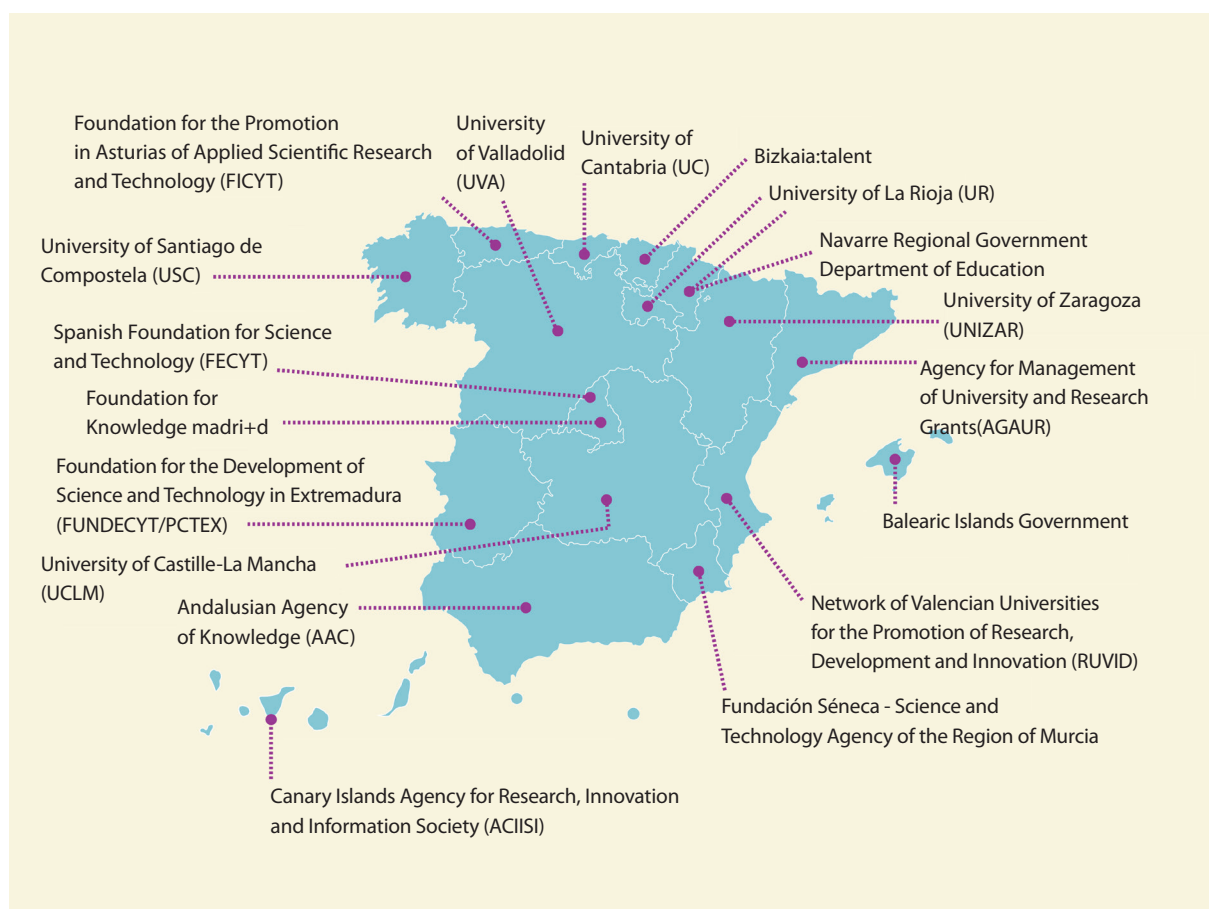 Foundation for the Promotion
in Asturias of Applied Scientific Research
and Technology (FICYT)
University
of Valladolid
(UVA)
University of
Cantabria (UC)
Bizkaia:talent
University of La Rioja (UR)
Navarre Regional Government
Department of Education
University of Santiago de
Compostela (USC)
University of Zaragoza
(UNIZAR)
Spanish Foundation for Science
and Technology (FECYT)
Agency for Management
of University and Research
Grants(AGAUR)
Foundation for
Knowledge madri+d
Foundation for the Development of
Science and Technology in Extremadura
(FUNDECYT/PCTEX)
Balearic Islands Government
University of Castille-La Mancha
(UCLM)
Andalusian Agency
of Knowledge (AAC)
Network of Valencian Universities
for the Promotion of Research,
Development and Innovation (RUVID)
Fundación Séneca - Science and
Technology Agency of the Region of Murcia
Canary Islands Agency for Research, Innovation
and Information Society (ACIISI)